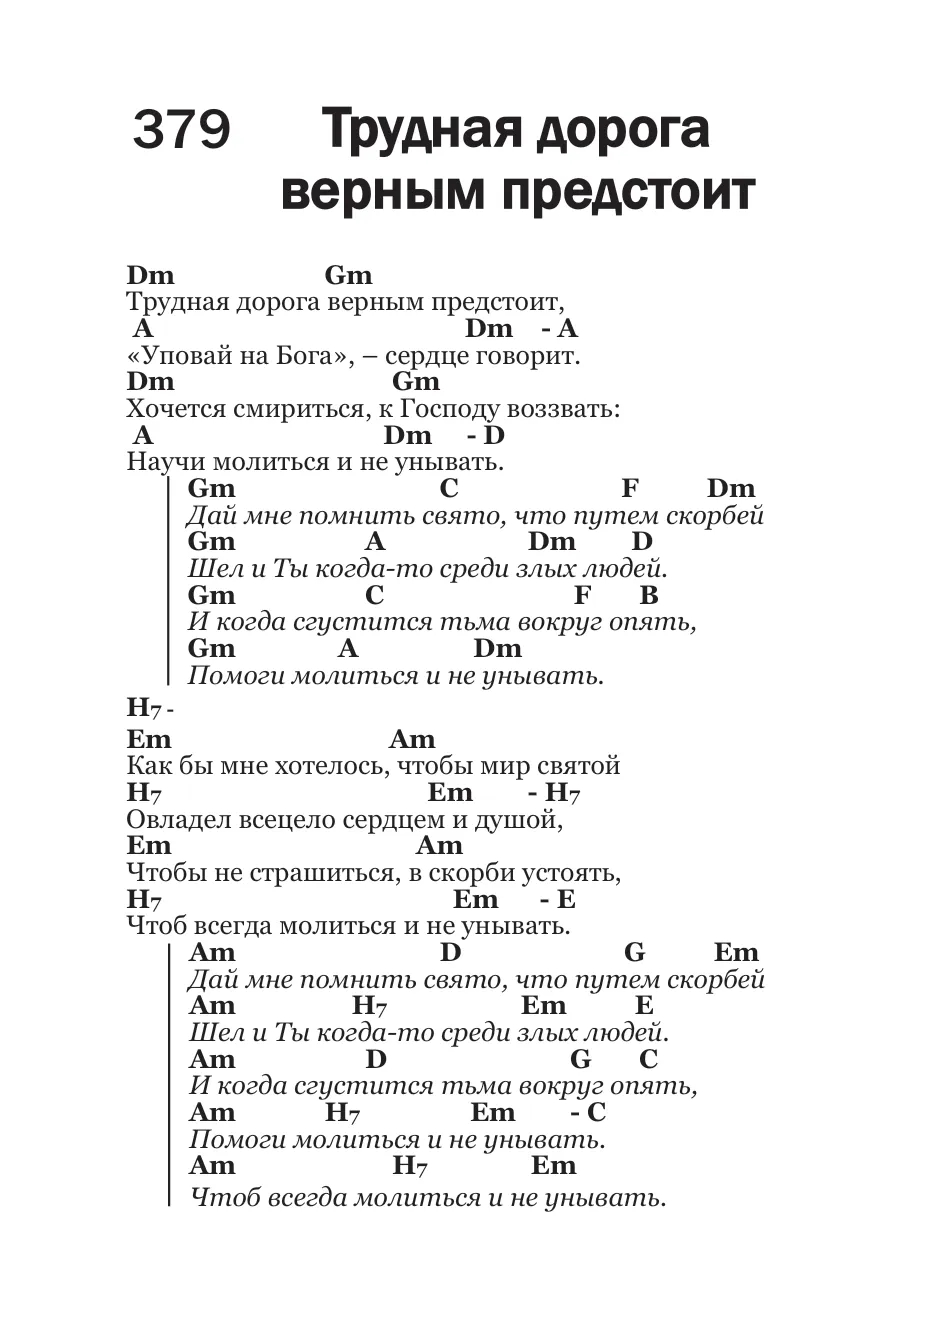 379 Трудная дорога
верным предстоит
Dm Gm
Трудная дорога верным предстоит,
A Dm - A
«Уповай на Бога», – сердце говорит.
Dm Gm
Хочется смириться, к Господу воззвать:
A Dm - D
Научи молиться и не унывать.
Gm C F Dm
Дай мне помнить свято, что путем скорбей
Gm A Dm D
Шел и Ты когда-то среди злых людей.
Gm C F B
И когда сгустится тьма вокруг опять,
Gm A Dm
Помоги молиться и не унывать.
H7 -
Em Am
Как бы мне хотелось, чтобы мир святой
H7 Em - H7
Овладел всецело сердцем и душой,
Em Am
Чтобы не страшиться, в скорби устоять,
H7 Em - E
Чтоб всегда молиться и не унывать.
Am D G Em
Дай мне помнить свято, что путем скорбей
Am H7 Em E
Шел и Ты когда-то среди злых людей.
Am D G C
И когда сгустится тьма вокруг опять,
Am H7 Em - C
Помоги молиться и не унывать.
Am H7 Em
Чтоб всегда молиться и не унывать.